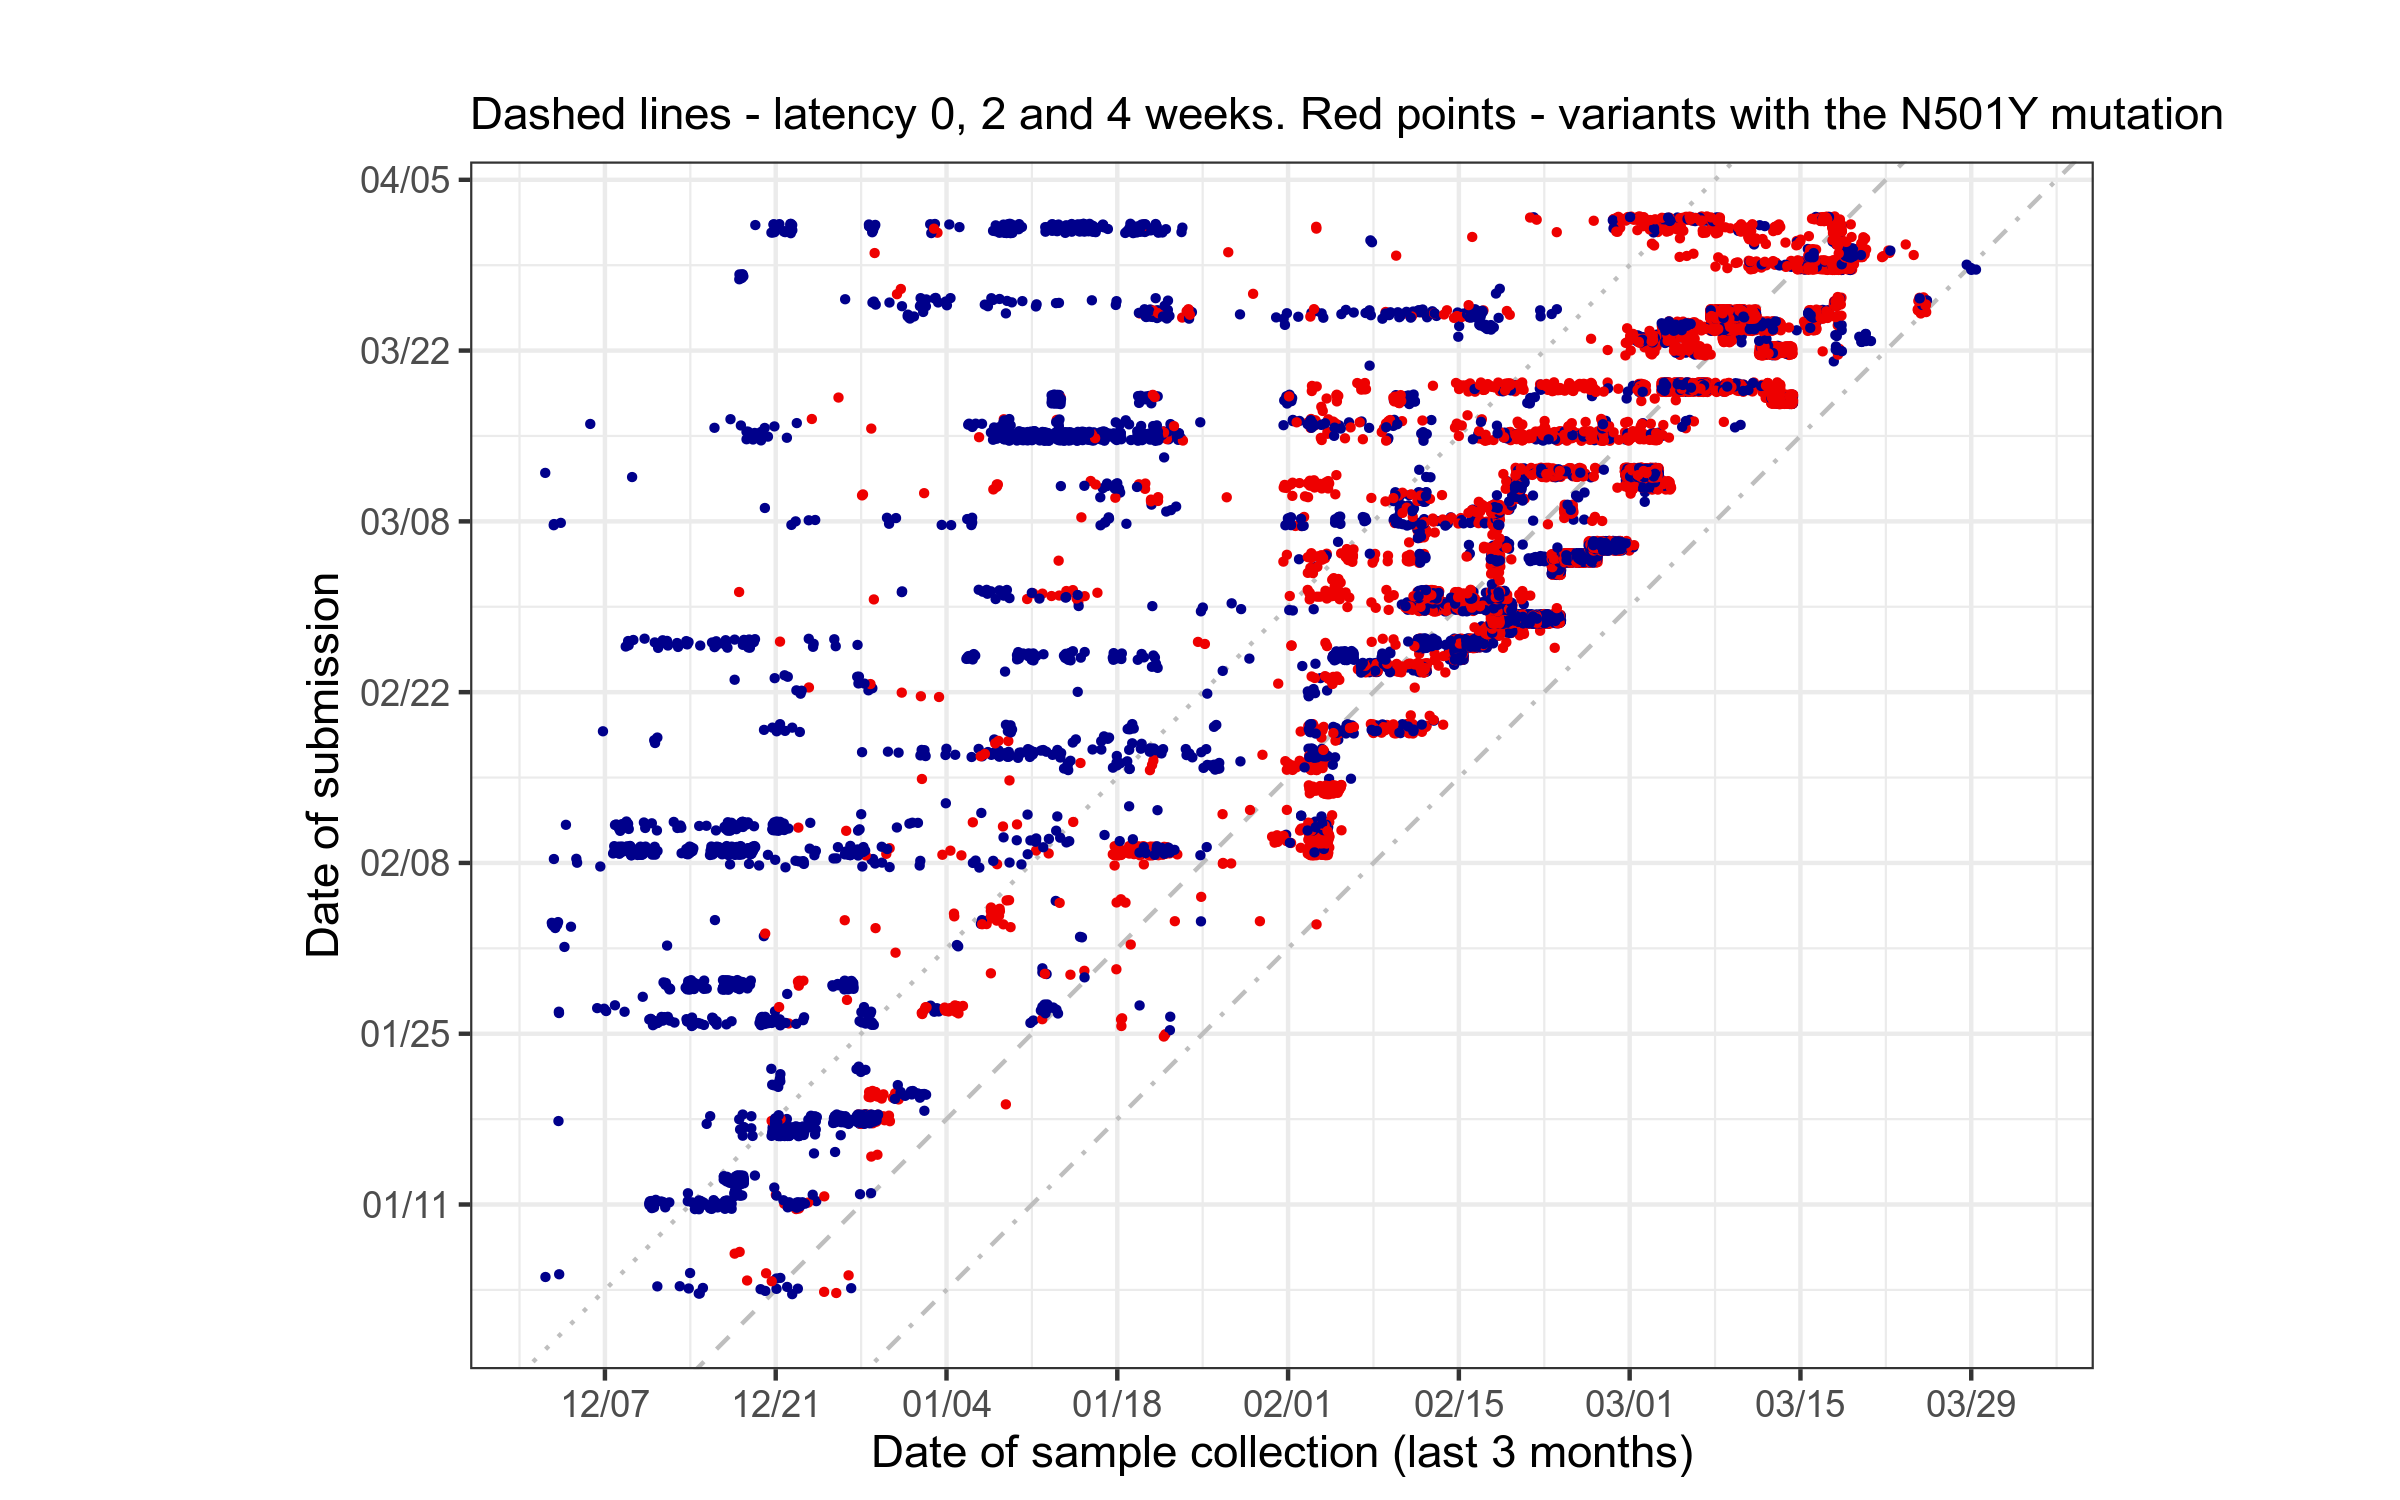 Dashed lines - latency 0, 2 and 4 weeks. Red points - variants with the N501Y mutation
Date of submission
04/05
03/22
03/08
02/22
02/08
01/25
01/11
12/07 12/21 01/04 01/18 02/01 02/15 03/01 03/15 03/29
Date of sample collection (last 3 months)